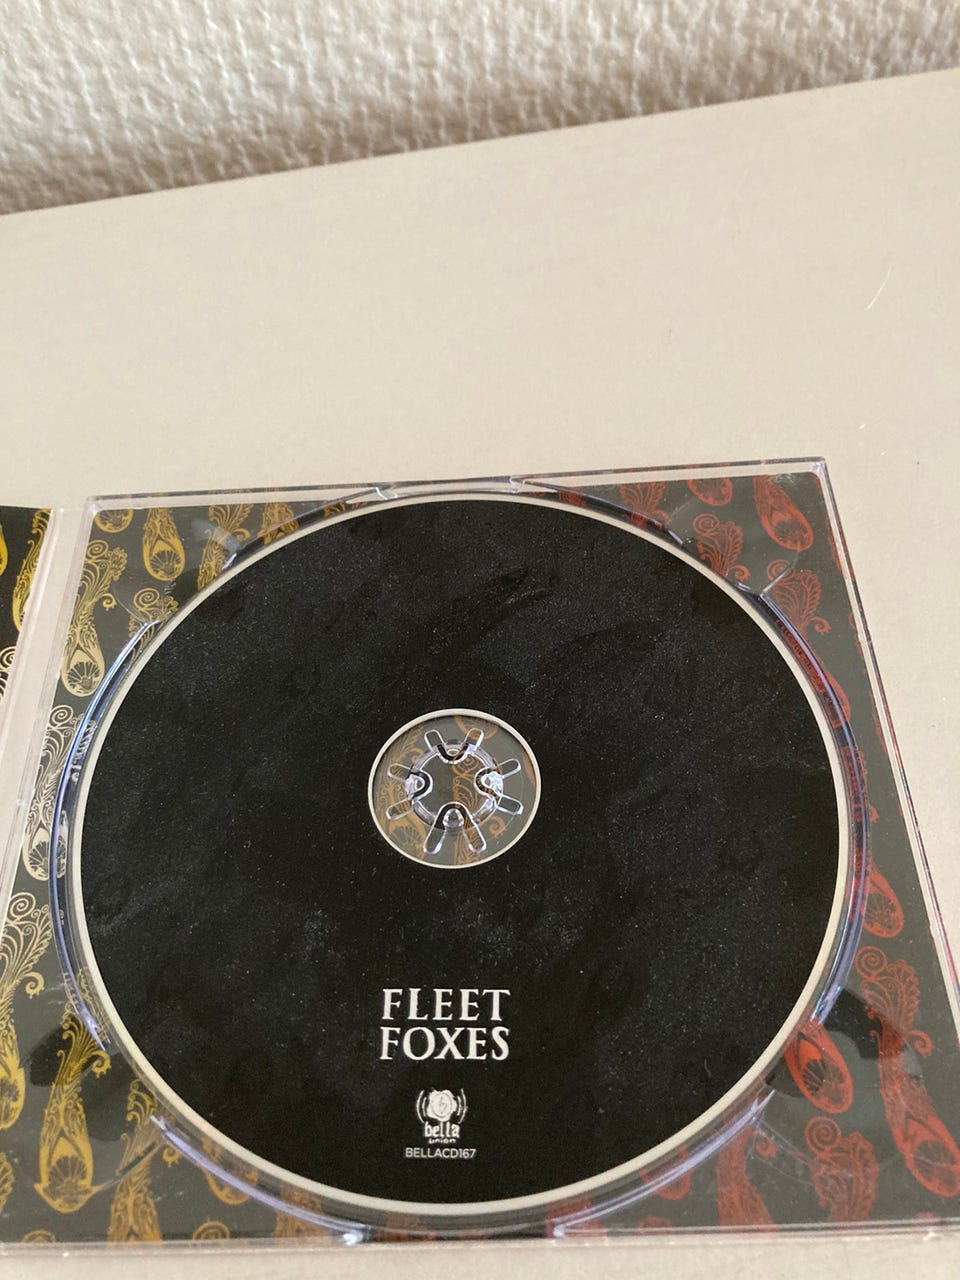 FLEET
FOXES
bella
union
BELLACD167